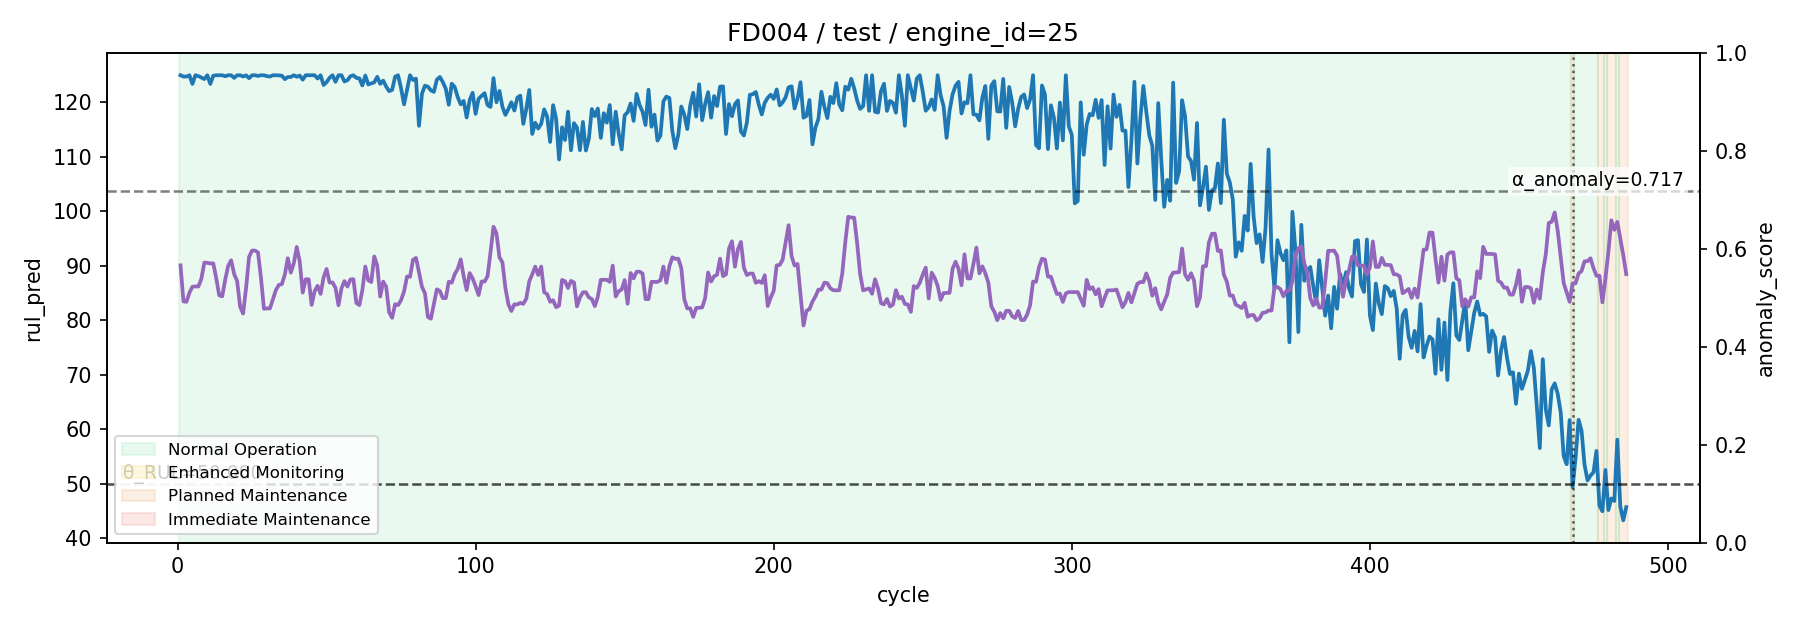 FD004 / test / engine_id=25
rul_pred
120
110
100
90
80
70
60
50
40
1.0
0.8
0.6
0.4
0.2
0.0
anomaly_score
α_anomaly=0.717
Normal Operation
Enhanced Monitoring
Planned Maintenance
Immediate Maintenance
0
100
200
300
400
500
cycle